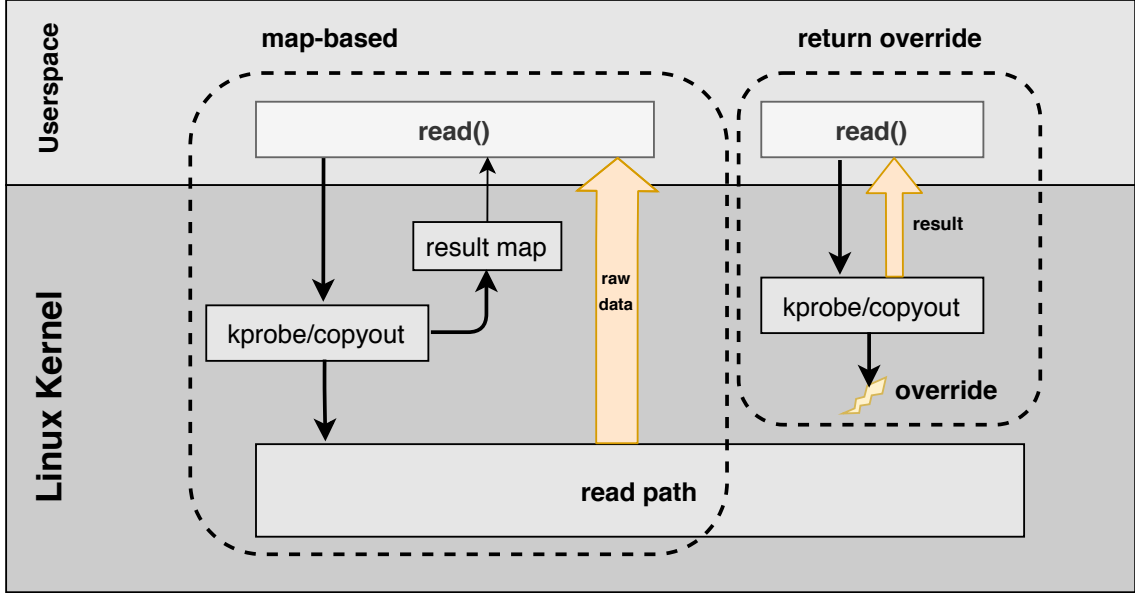 Userspace
map-based
return override
read()
read()
result map
result
raw
data
kprobe/copyout
kprobe/copyout
override
Linux Kernel
read path